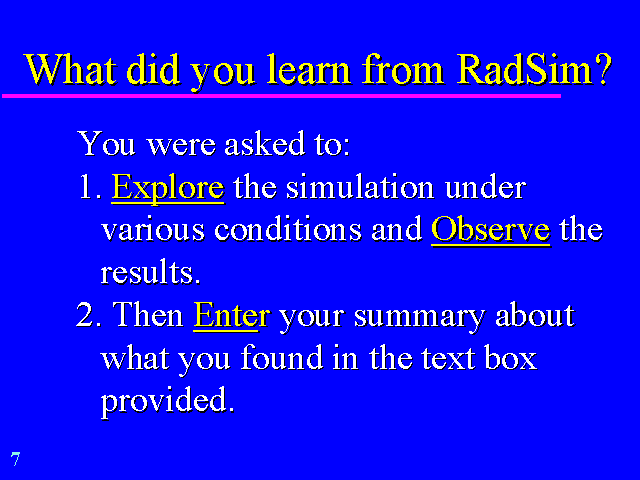 What did you learn from RadSim?
You were asked to:
1. Explore the simulation under
various conditions and Observe the
results.
2. Then Enter your summary about
what you found in the text box
provided.
7